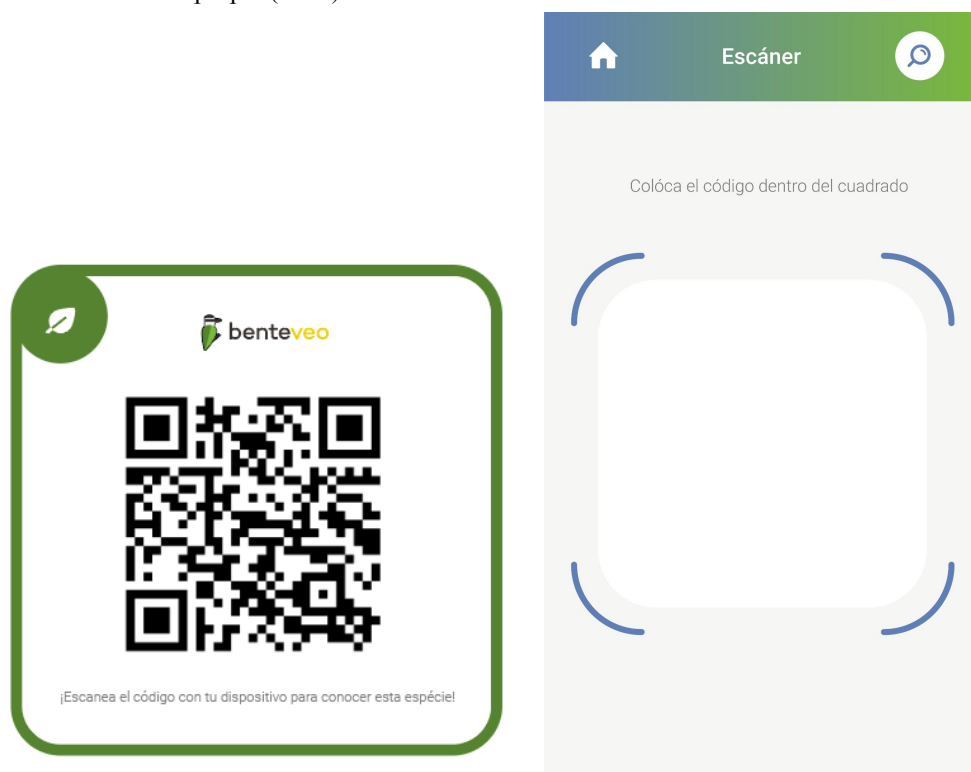 Escáner
Colóca el código dentro del cuadrado
benteveo
¡Escanea el código con tu dispositivo para conocer esta espécie!